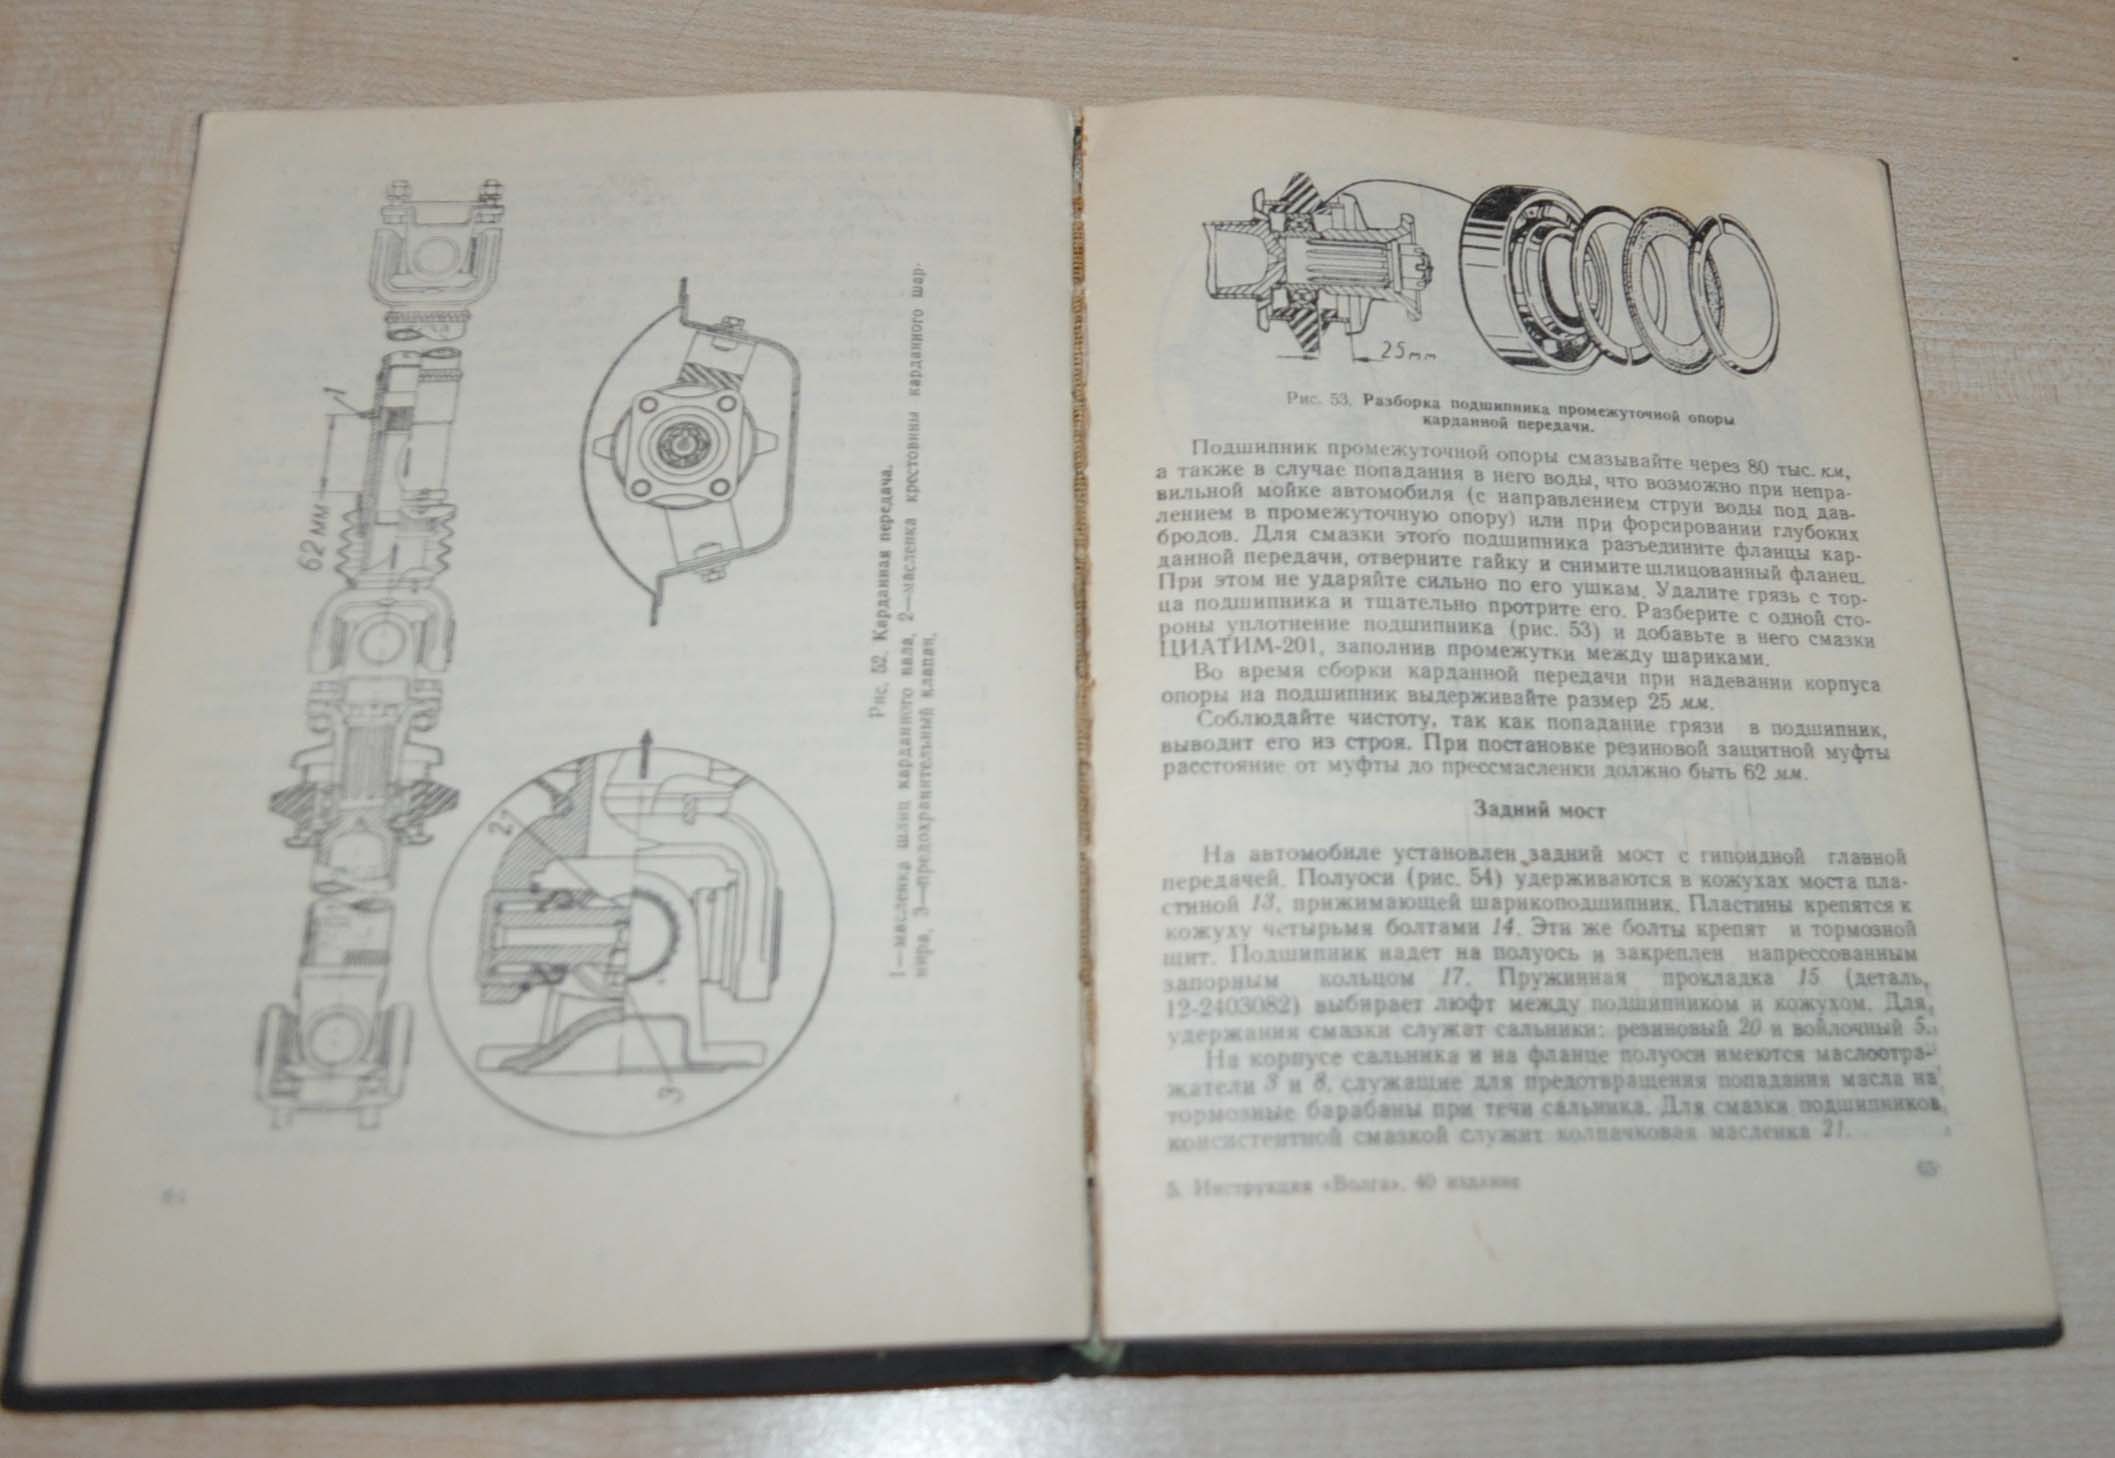 1
62 мм
2
3
Рис. 52. Карданная передача.
1—масленка шлиц карданного вала, 2—масленка крестовины карданного шар-
нира, 3—предохранительный клапан.
64
25mm
Рис. 53. Разборка подшипника промежуточной опоры
карданной передачи.
Подшипник промежуточной опоры смазывайте через 80 тыс. км,
а также в случае попадания в него воды, что возможно при непра-
вильной мойке автомобиля (с направлением струи воды под дав-
лением в промежуточную опору) или при форсировании глубоких
бродов. Для смазки этого подшипника разъедините фланцы кар-
данной передачи, отверните гайку и снимите шлицованный фланец.
При этом не ударяйте сильно по его ушкам. Удалите грязь с тор-
ца подшипника и тщательно протрите его. Разберите с одной сто-
роны уплотнение подшипника (рис. 53) и добавьте в него смазки
ЦИАТИМ-201, заполнив промежутки между шариками.
Во время сборки карданной передачи при надевании корпуса
опоры на подшипник выдерживайте размер 25 мм.
Соблюдайте чистоту, так как попадание грязи в подшипник,
выводит его из строя. При постановке резиновой защитной муфты
расстояние от муфты до прессмасленки должно быть 62 мм.
Задний мост
На автомобиле установлен задний мост с гипоидной главной
передачей. Полуоси (рис. 54) удерживаются в кожухах моста пла-
стиной 13, прижимающей шарикоподшипник. Пластины крепятся к
кожуху четырьмя болтами 14. Эти же болты крепят и тормозной
щит. Подшипник надет на полуось и закреплен напрессованным
запорным кольцом 17. Пружинная прокладка 15 (деталь
12-2403082) выбирает люфт между подшипником и кожухом. Для
удержания смазки служат сальники: резиновый 20 и войлочный 5.
На корпусе сальника и на фланце полуоси имеются маслоотра-
жатели 3 и 8, служащие для предотвращения попадания масла на
тормозные барабаны при течи сальника. Для смазки подшипников
консистентной смазкой служит колпачковая масленка 21.
5. Инструкция «Волга», 40 издание
65